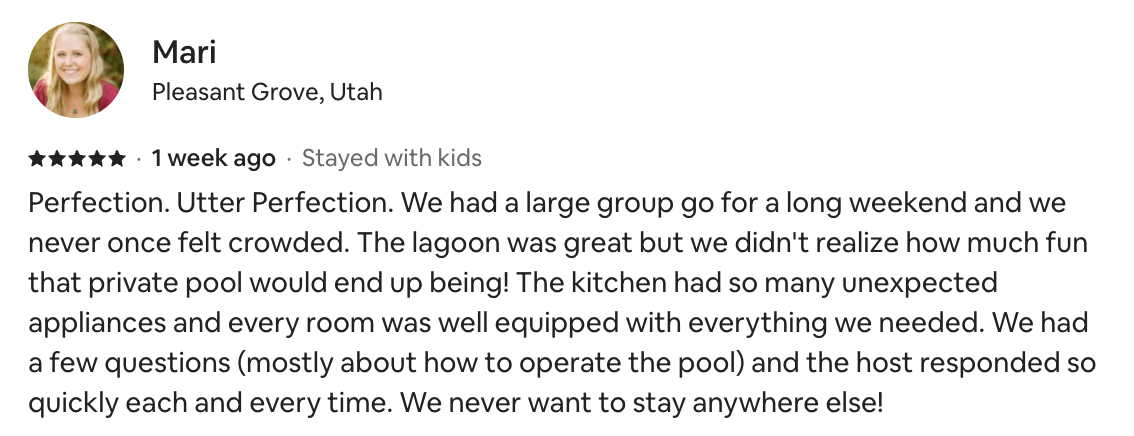 Mari
Pleasant Grove, Utah
★★★★★ · 1 week ago · Stayed with kids
Perfection. Utter Perfection. We had a large group go for a long weekend and we
never once felt crowded. The lagoon was great but we didn't realize how much fun
that private pool would end up being! The kitchen had so many unexpected
appliances and every room was well equipped with everything we needed. We had
a few questions (mostly about how to operate the pool) and the host responded so
quickly each and every time. We never want to stay anywhere else!